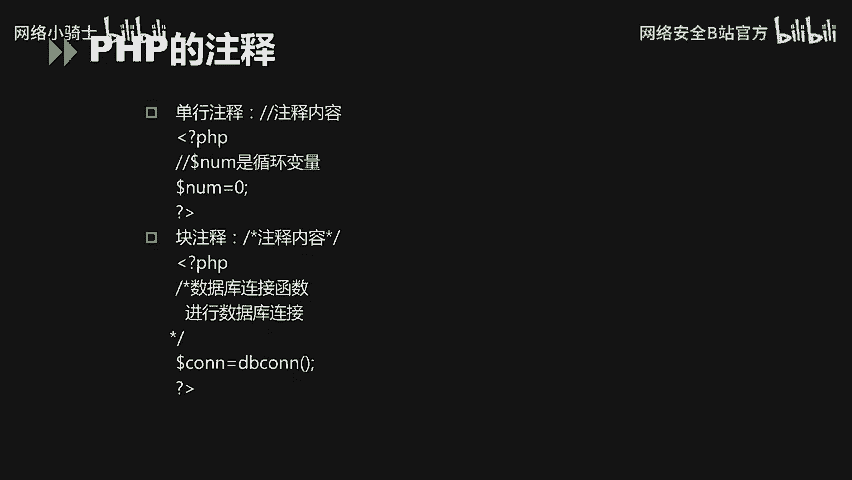 网络小骑士 bilibili
网络安全B站官方 bilibili
PHP的注释
单行注释：//注释内容
<?php
//$num是循环变量
$num=0;
?>
块注释：/*注释内容*/
<?php
/*数据库连接函数
进行数据库连接
*/
$conn=dbconn();
?>